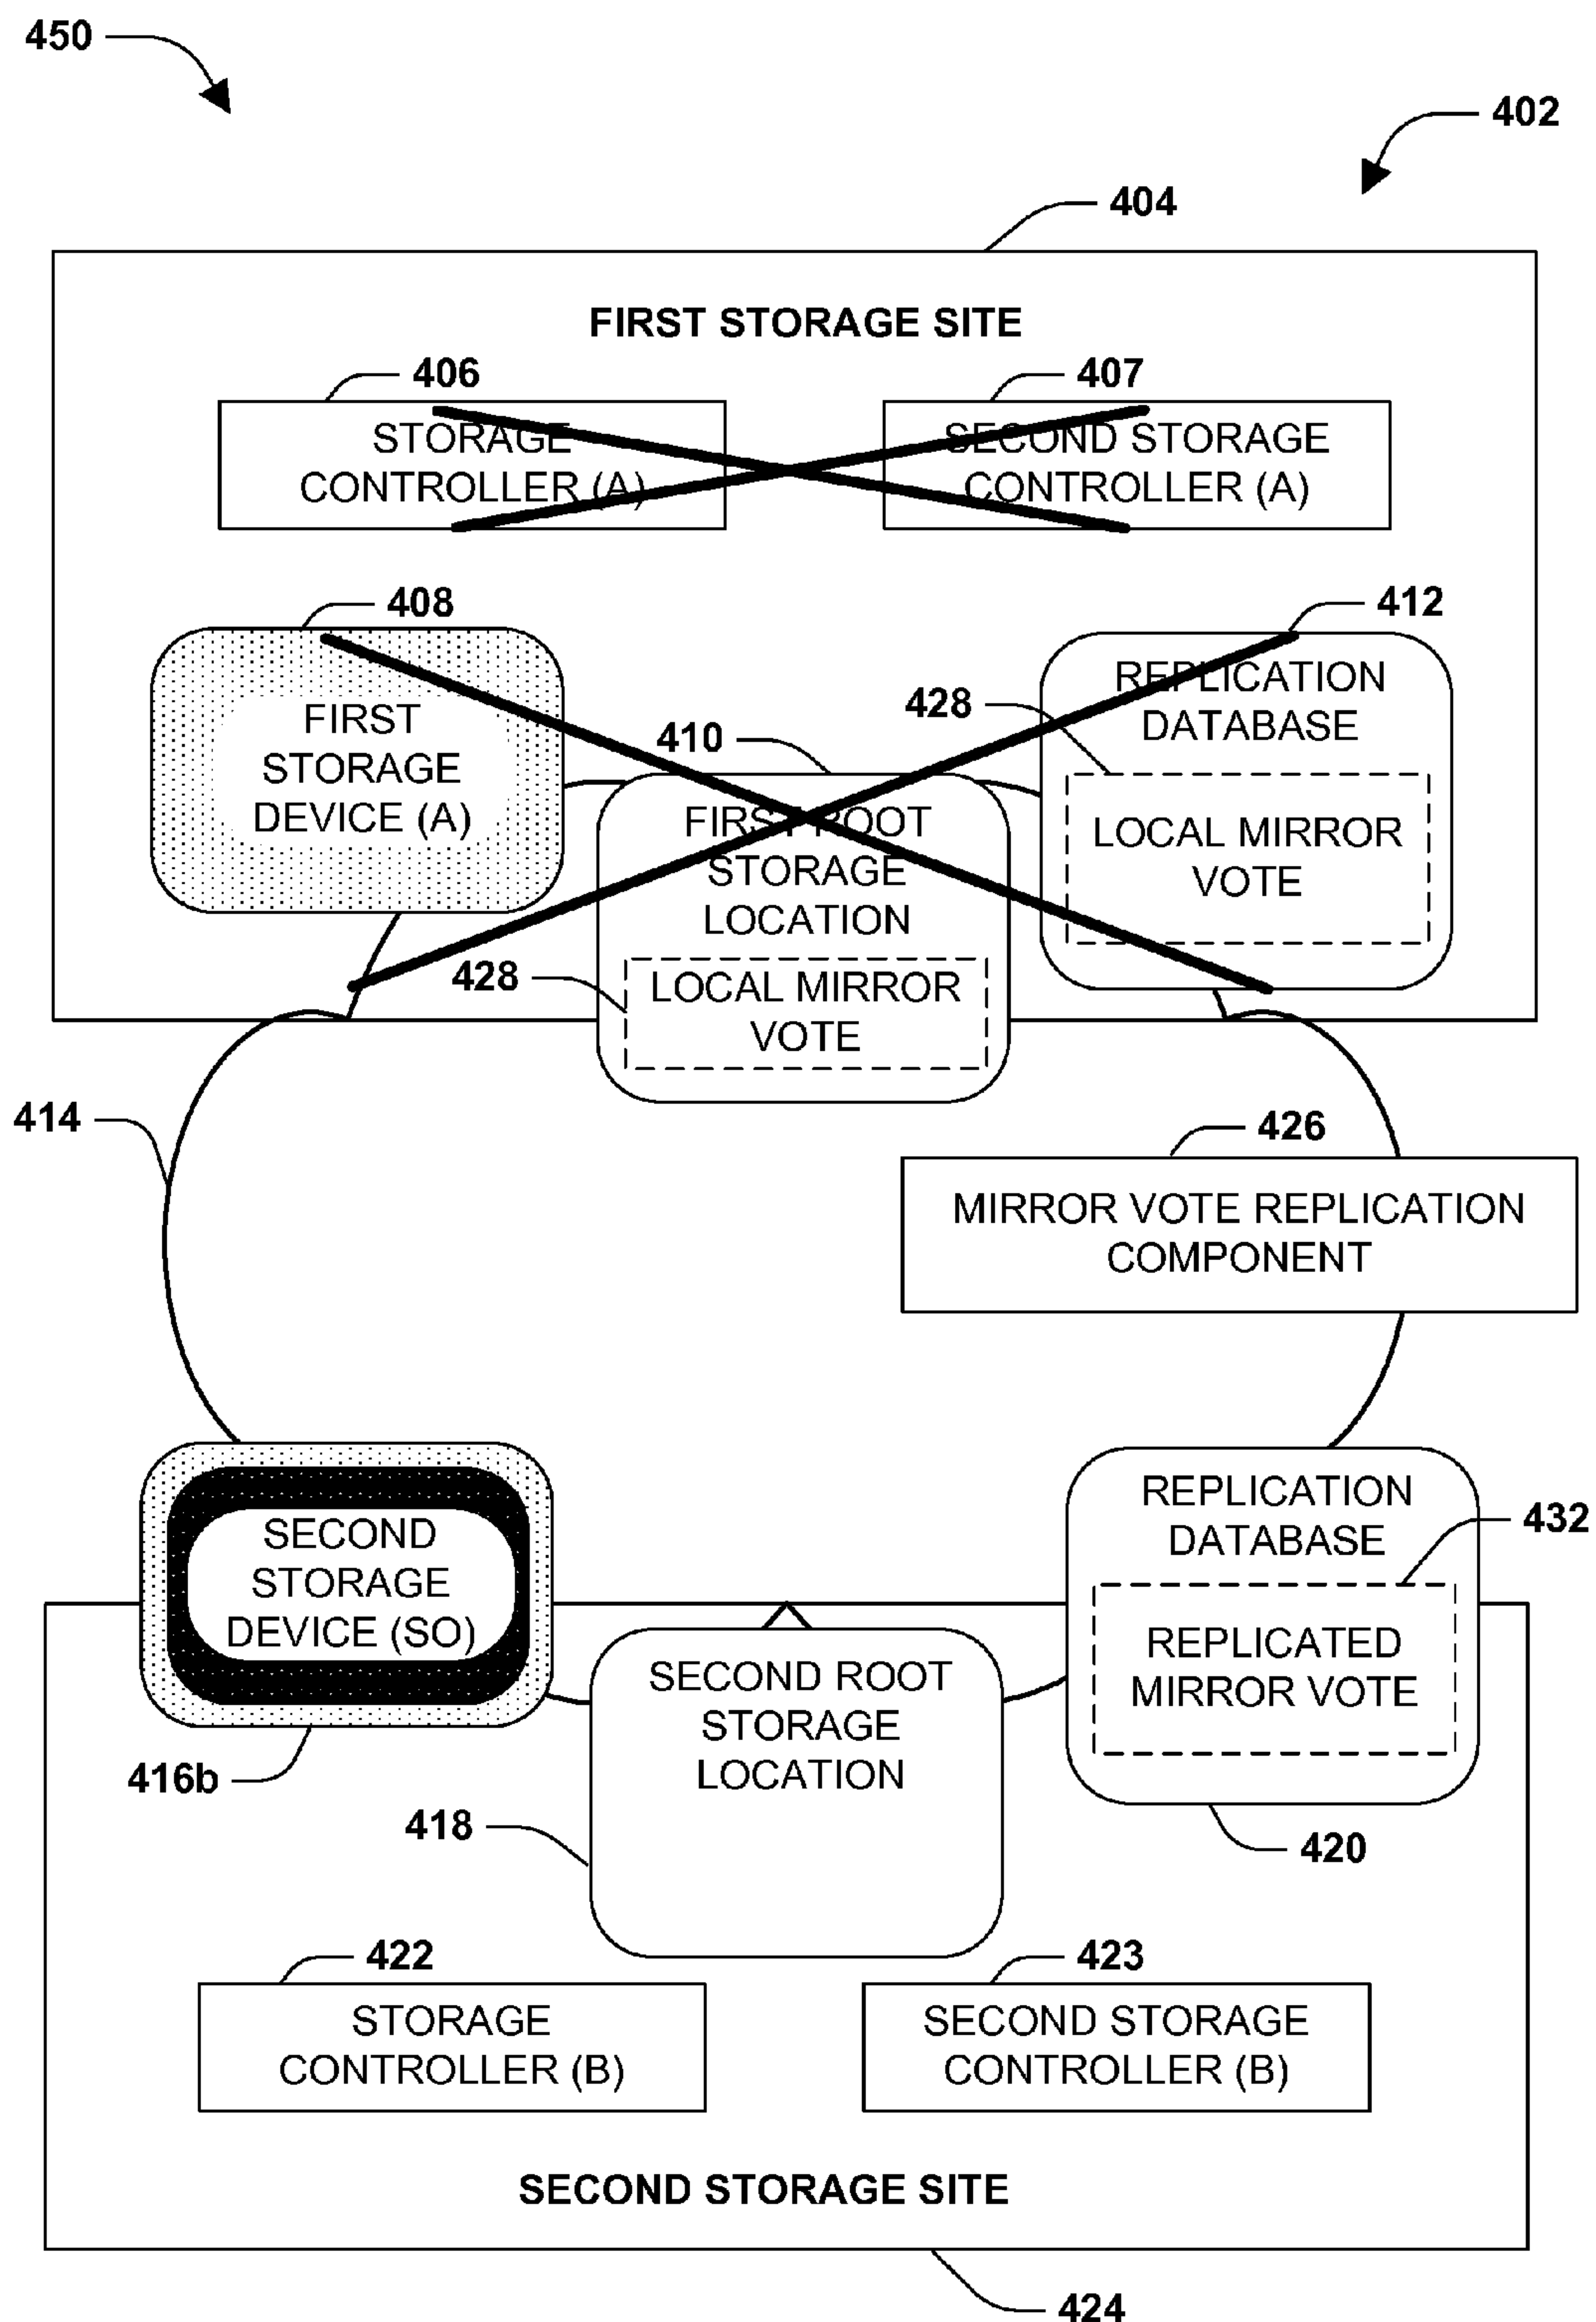 450
402
404
FIRST STORAGE SITE
406
407
STORAGE
CONTROLLER (A)
SECOND STORAGE
CONTROLLER (A)
408
412
FIRST
STORAGE
DEVICE (A)
410
428
REPLICATION
DATABASE
LOCAL MIRROR
VOTE
FIRST ROOT
STORAGE
LOCATION
428
LOCAL MIRROR
VOTE
414
426
MIRROR VOTE REPLICATION
COMPONENT
SECOND
STORAGE
DEVICE (SO)
REPLICATION
DATABASE
432
REPLICATED
MIRROR VOTE
416b
SECOND ROOT
STORAGE
LOCATION
418
420
422
423
STORAGE
CONTROLLER (B)
SECOND STORAGE
CONTROLLER (B)
SECOND STORAGE SITE
424